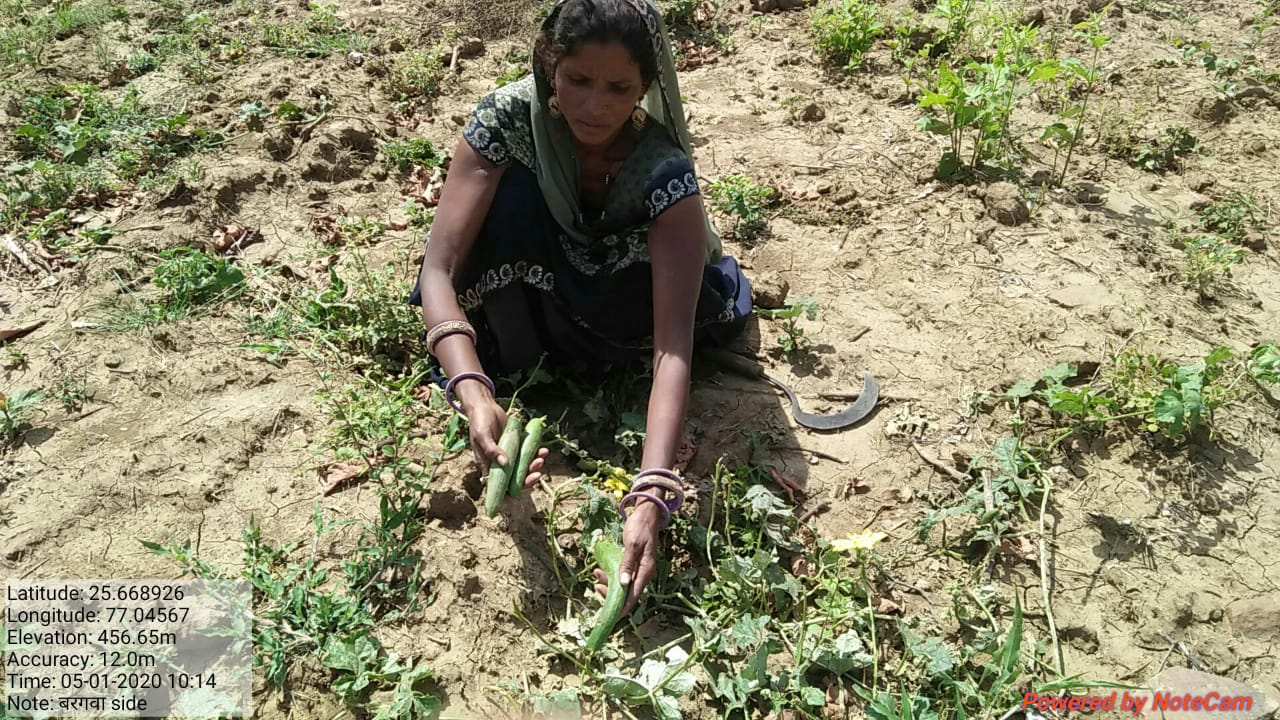 Latitude: 25.668926
Longitude: 77.04567
Elevation: 456.65m
Accuracy: 12.0m
Time: 05-01-2020 10:14
Note: बरगवा side
Powered by NoteCam